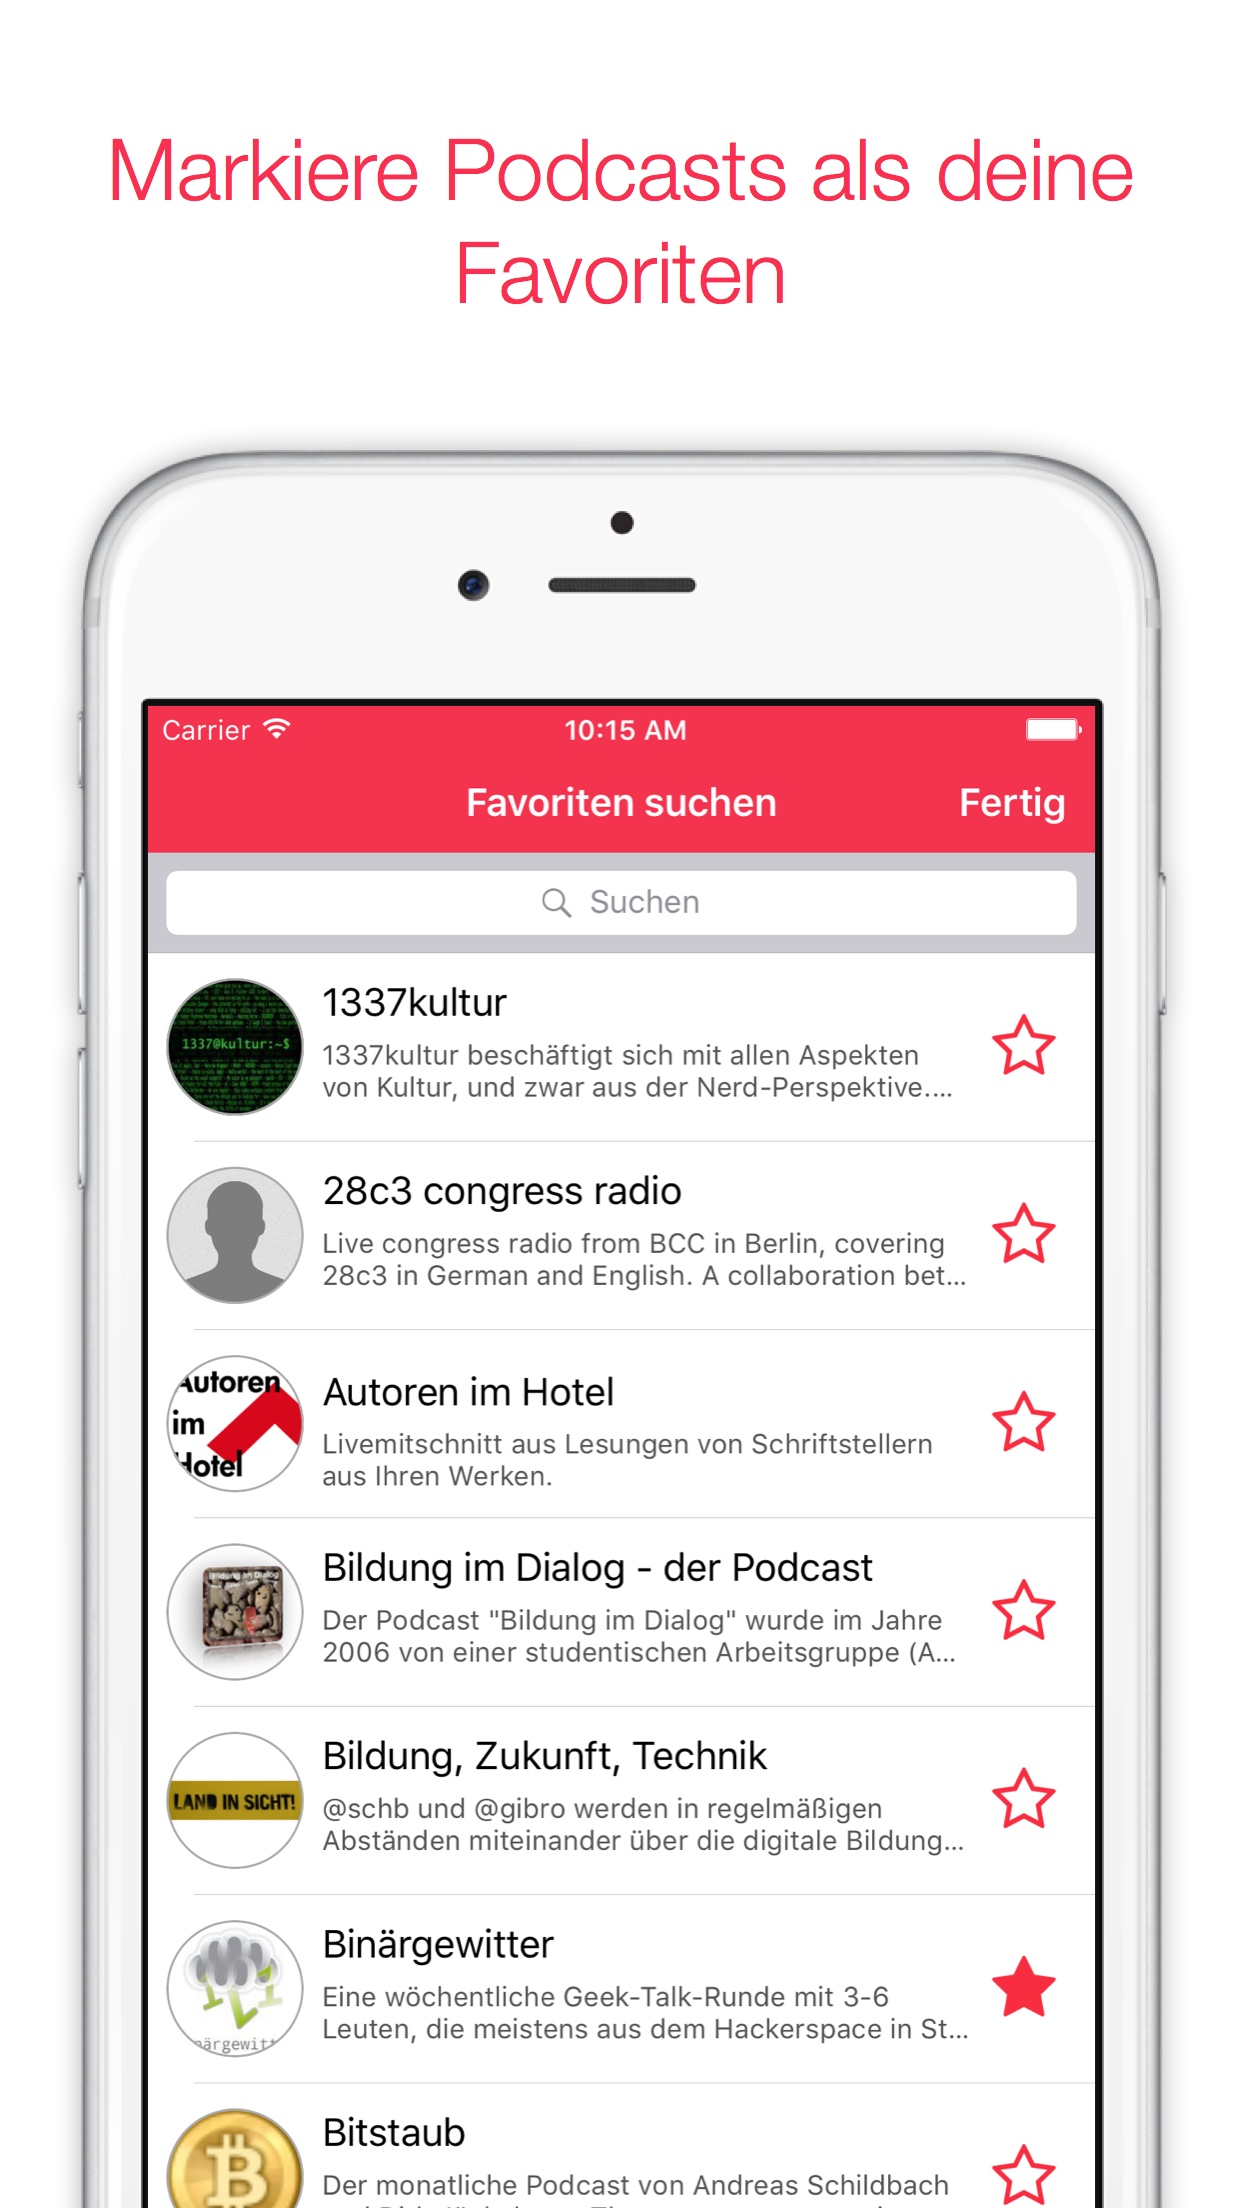 Markiere Podcasts als deine
Favoriten
Carrier
10:15 AM
Favoriten suchen
Fertig
Suchen
1337@kultur:~$
1337kultur
1337kultur beschäftigt sich mit allen Aspekten
von Kultur, und zwar aus der Nerd-Perspektive....
28c3 congress radio
Live congress radio from BCC in Berlin, covering
28c3 in German and English. A collaboration bet...
Autoren
im
Hotel
Autoren im Hotel
Livemitschnitt aus Lesungen von Schriftstellern
aus Ihren Werken.
Bildung im Dialog
Bildung im Dialog - der Podcast
Der Podcast "Bildung im Dialog" wurde im Jahre
2006 von einer studentischen Arbeitsgruppe (A...
LAND IN SICHT!
Bildung, Zukunft, Technik
@schb und @gibro werden in regelmäßigen
Abständen miteinander über die digitale Bildung...
närgewitt
Binärgewitter
Eine wöchentliche Geek-Talk-Runde mit 3-6
Leuten, die meistens aus dem Hackerspace in St...
Bitstaub
Der monatliche Podcast von Andreas Schildbach